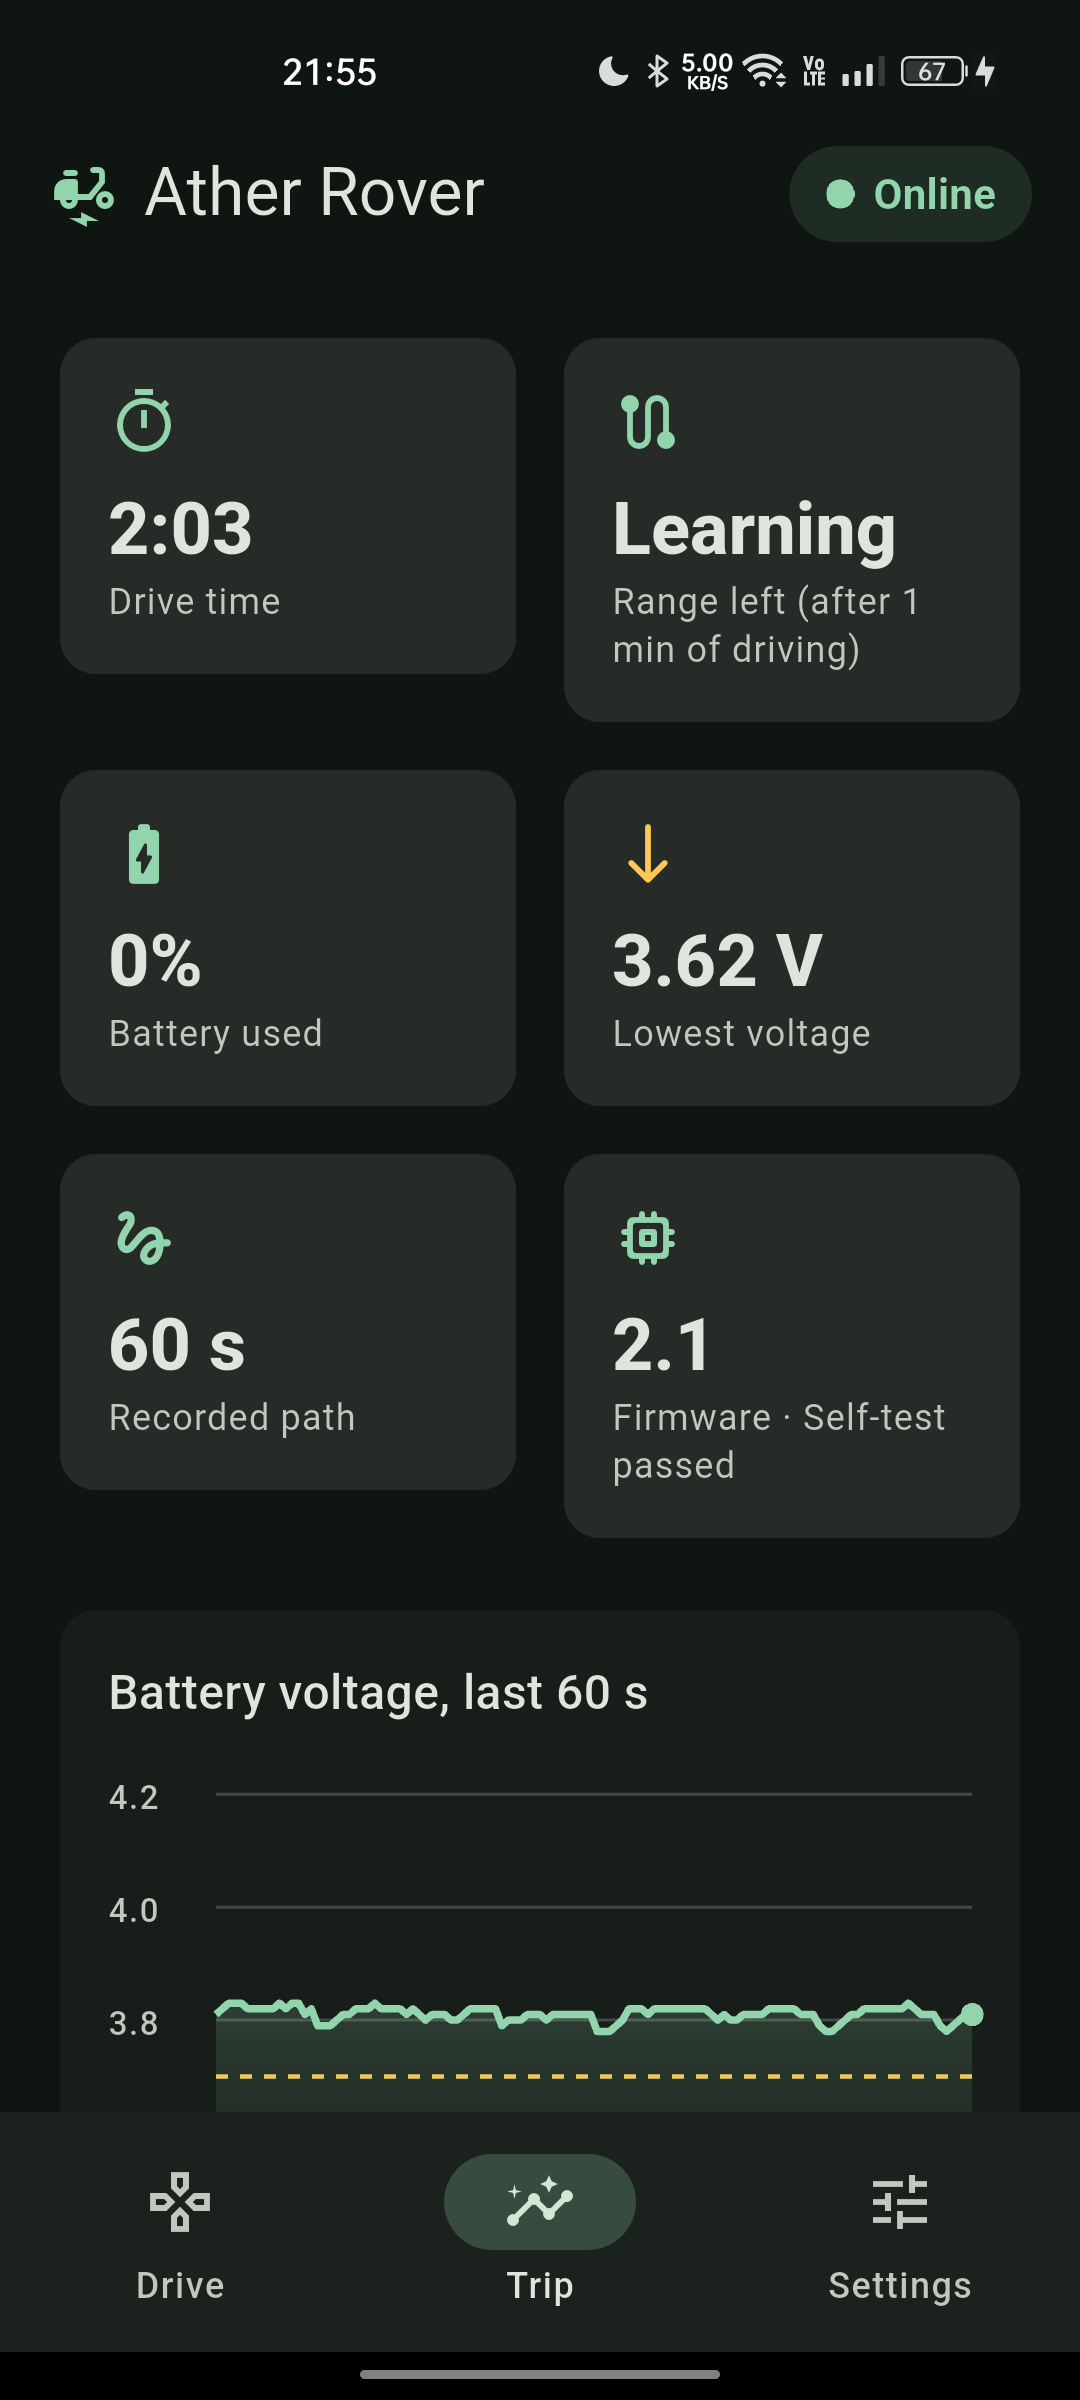 21:55
5.00
KB/S
Vo
LTE
67
Ather Rover
Online
2:03
Drive time
Learning
Range left (after 1
min of driving)
0%
Battery used
3.62 V
Lowest voltage
60 s
Recorded path
2.1
Firmware · Self-test
passed
Battery voltage, last 60 s
4.2
4.0
3.8
Drive
Trip
Settings